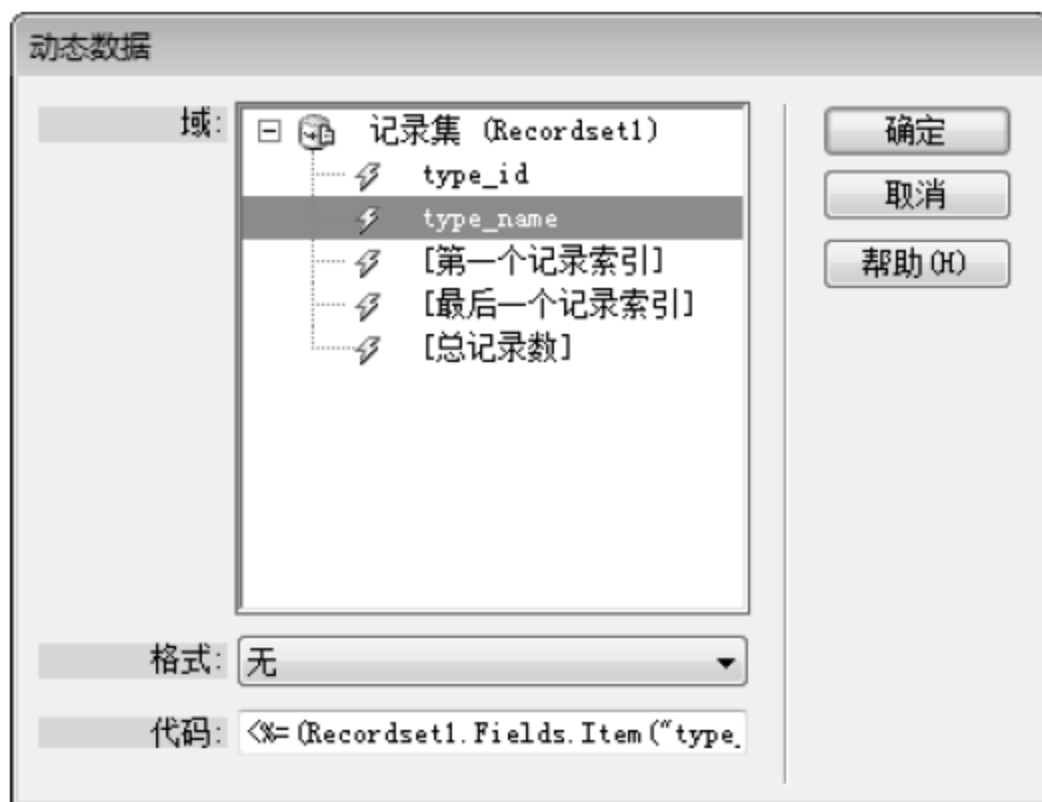 动态数据
域:
记录集 (Recordset1)
type_id
type_name
[第一个记录索引]
[最后一个记录索引]
[总记录数]
格式: 无
代码: <%=(Recordset1.Fields.Item("type_
确定
取消
帮助(H)